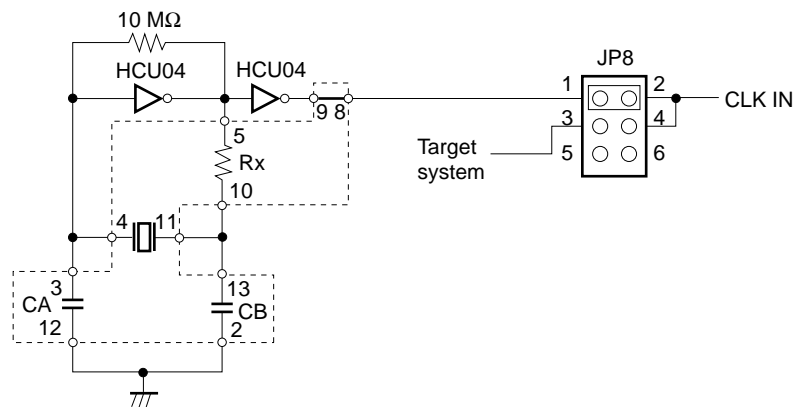 10 MΩ
HCU04
HCU04
JP8
1
2
CLK IN
9
8
3
4
5
Target
system
5
6
Rx
10
4
11
3
13
CA
CB
12
2